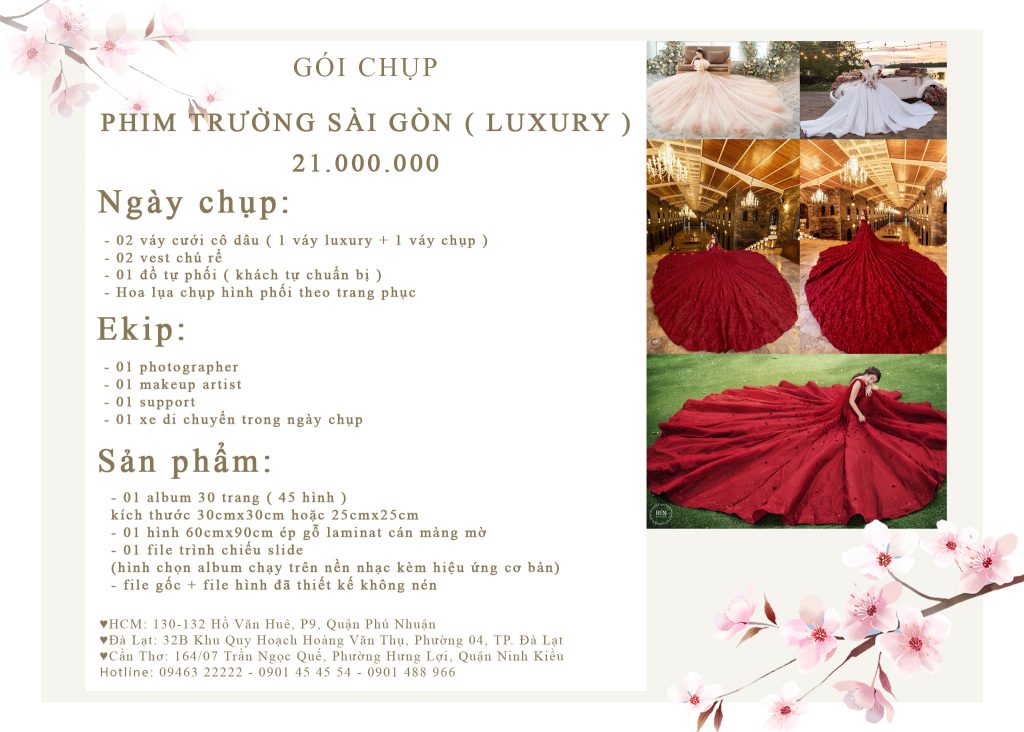 GÓI CHỤP
PHIM TRƯỜNG SÀI GÒN ( LUXURY )
21.000.000
Ngày chụp:
- 02 váy cưới cô dâu ( 1 váy luxury + 1 váy chụp )
- 02 vest chú rể
- 01 đồ tự phối ( khách tự chuẩn bị )
- Hoa lụa chụp hình phối theo trang phục
Ekip:
- 01 photographer
- 01 makeup artist
- 01 support
- 01 xe di chuyển trong ngày chụp
Sản phẩm:
- 01 album 30 trang ( 45 hình )
kích thước 30cmx30cm hoặc 25cmx25cm
- 01 hình 60cmx90cm ép gỗ laminat cán màng mờ
- 01 file trình chiếu slide
(hình chọn album chạy trên nền nhạc kèm hiệu ứng cơ bản)
- file gốc + file hình đã thiết kế không nén
♥HCM: 130-132 Hồ Văn Huê, P9, Quận Phú Nhuận
♥Đà Lạt: 32B Khu Quy Hoạch Hoàng Văn Thụ, Phường 04, TP. Đà Lạt
♥Cần Thơ: 164/07 Trần Ngọc Quế, Phường Hưng Lợi, Quận Ninh Kiều
Hotline: 09463 22222 - 0901 45 45 54 - 0901 488 966
REN